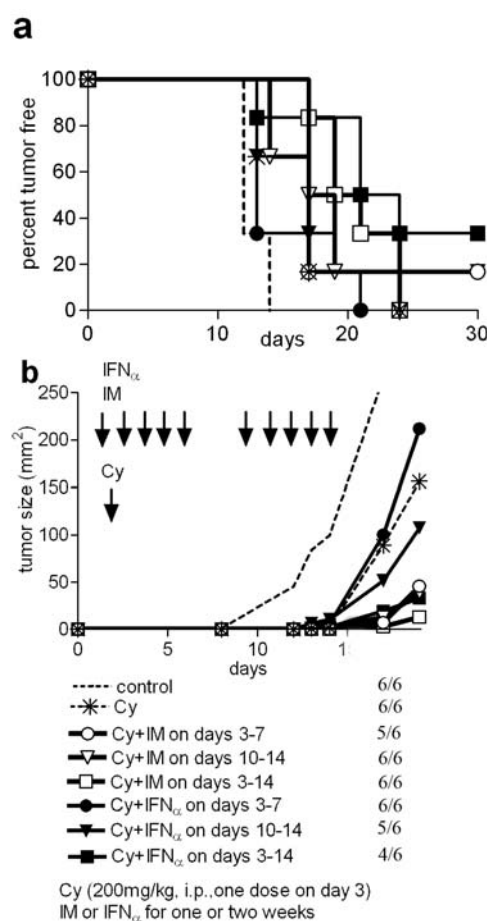 a
percent tumor free
100
80
60
40
20
0
0
10
20
30
days
b
IFNα
IM
Cy
tumor size (mm²)
250
200
150
100
50
0
0
5
10
1
days
control 6/6
Cy 6/6
Cy+IM on days 3-7 5/6
Cy+IM on days 10-14 6/6
Cy+IM on days 3-14 6/6
Cy+IFNα on days 3-7 6/6
Cy+IFNα on days 10-14 5/6
Cy+IFNα on days 3-14 4/6
Cy (200mg/kg, i.p.,one dose on day 3)
IM or IFNα for one or two weeks